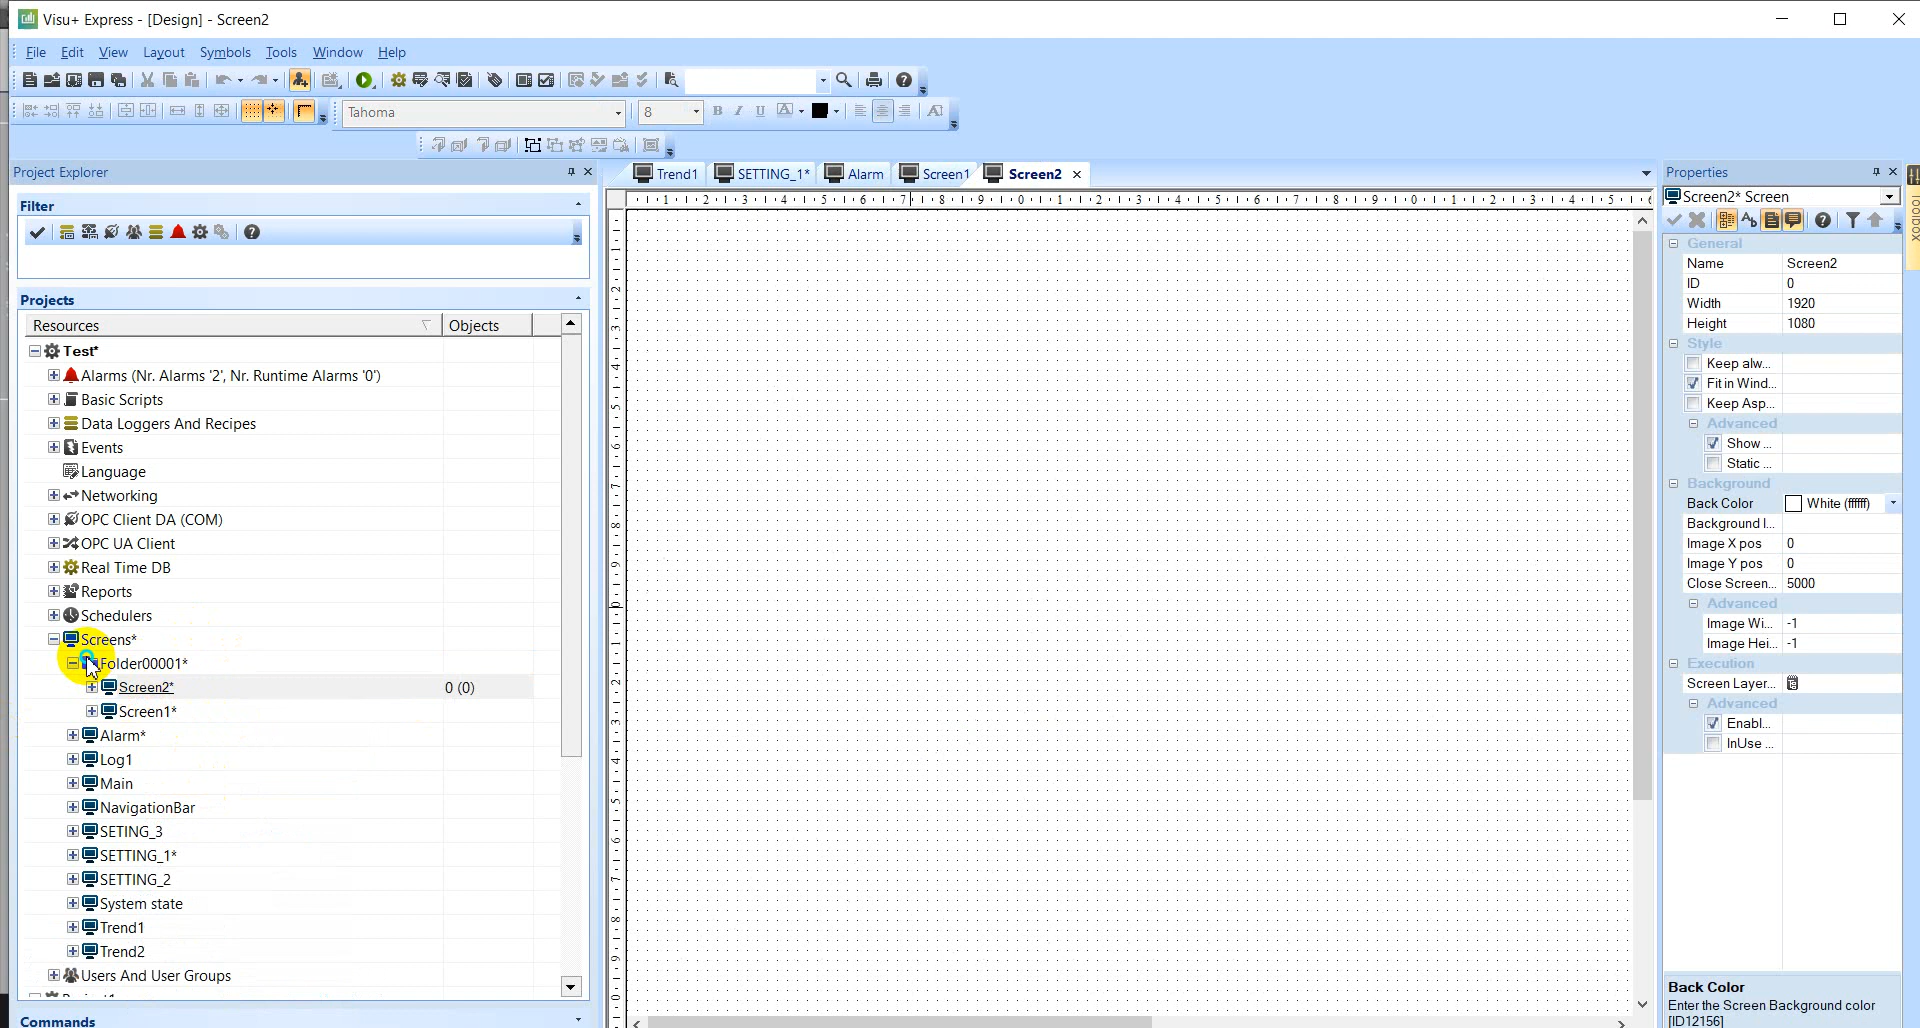 Visu+ Express - [Design] - Screen2
File Edit View Layout Symbols Tools Window Help
Tahoma 8
Project Explorer
Filter
Projects
Resources Objects
Test*
Alarms (Nr. Alarms '2', Nr. Runtime Alarms '0')
Basic Scripts
Data Loggers And Recipes
Events
Language
Networking
OPC Client DA (COM)
OPC UA Client
Real Time DB
Reports
Schedulers
Screens*
Folder00001*
Screen2* 0 (0)
Screen1*
Alarm*
Log1
Main
NavigationBar
SETING_3
SETTING_1*
SETTING_2
System state
Trend1
Trend2
Users And User Groups
Commands
Trend1 SETTING_1* Alarm Screen1 Screen2
Properties
Screen2* Screen
General
Name Screen2
ID 0
Width 1920
Height 1080
Style
Keep alw...
Fit in Wind...
Keep Asp...
Advanced
Show ...
Static ...
Background
Back Color White (ffffff)
Background I...
Image X pos 0
Image Y pos 0
Close Screen... 5000
Advanced
Image Wi... -1
Image Hei... -1
Execution
Screen Layer...
Advanced
Enabl...
InUse ...
Back Color
Enter the Screen Background color
[ID12156]
Toolbox